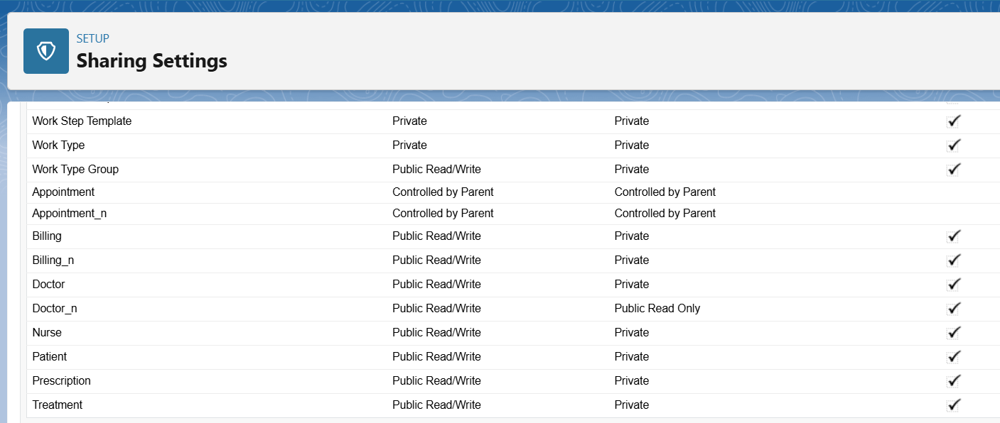 SETUP
Sharing Settings
Work Step Template Private Private
Work Type Private Private
Work Type Group Public Read/Write Private
Appointment Controlled by Parent Controlled by Parent
Appointment_n Controlled by Parent Controlled by Parent
Billing Public Read/Write Private
Billing_n Public Read/Write Private
Doctor Public Read/Write Private
Doctor_n Public Read/Write Public Read Only
Nurse Public Read/Write Private
Patient Public Read/Write Private
Prescription Public Read/Write Private
Treatment Public Read/Write Private